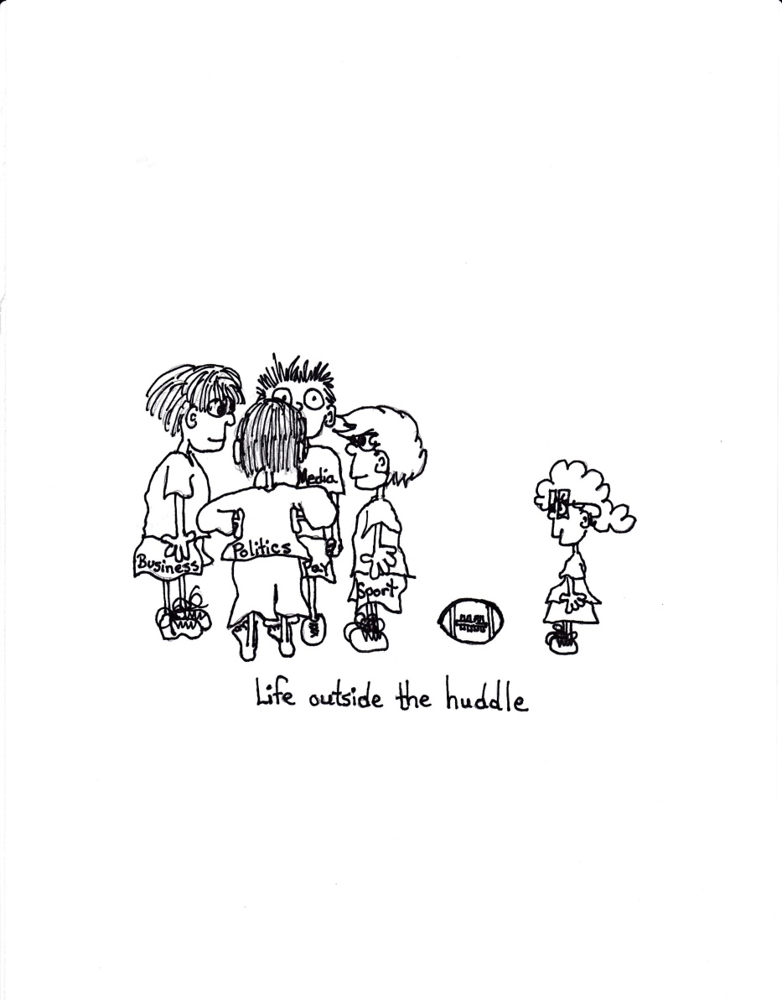 Media
Politics
Business
Pay
Sport
Life outside the huddle